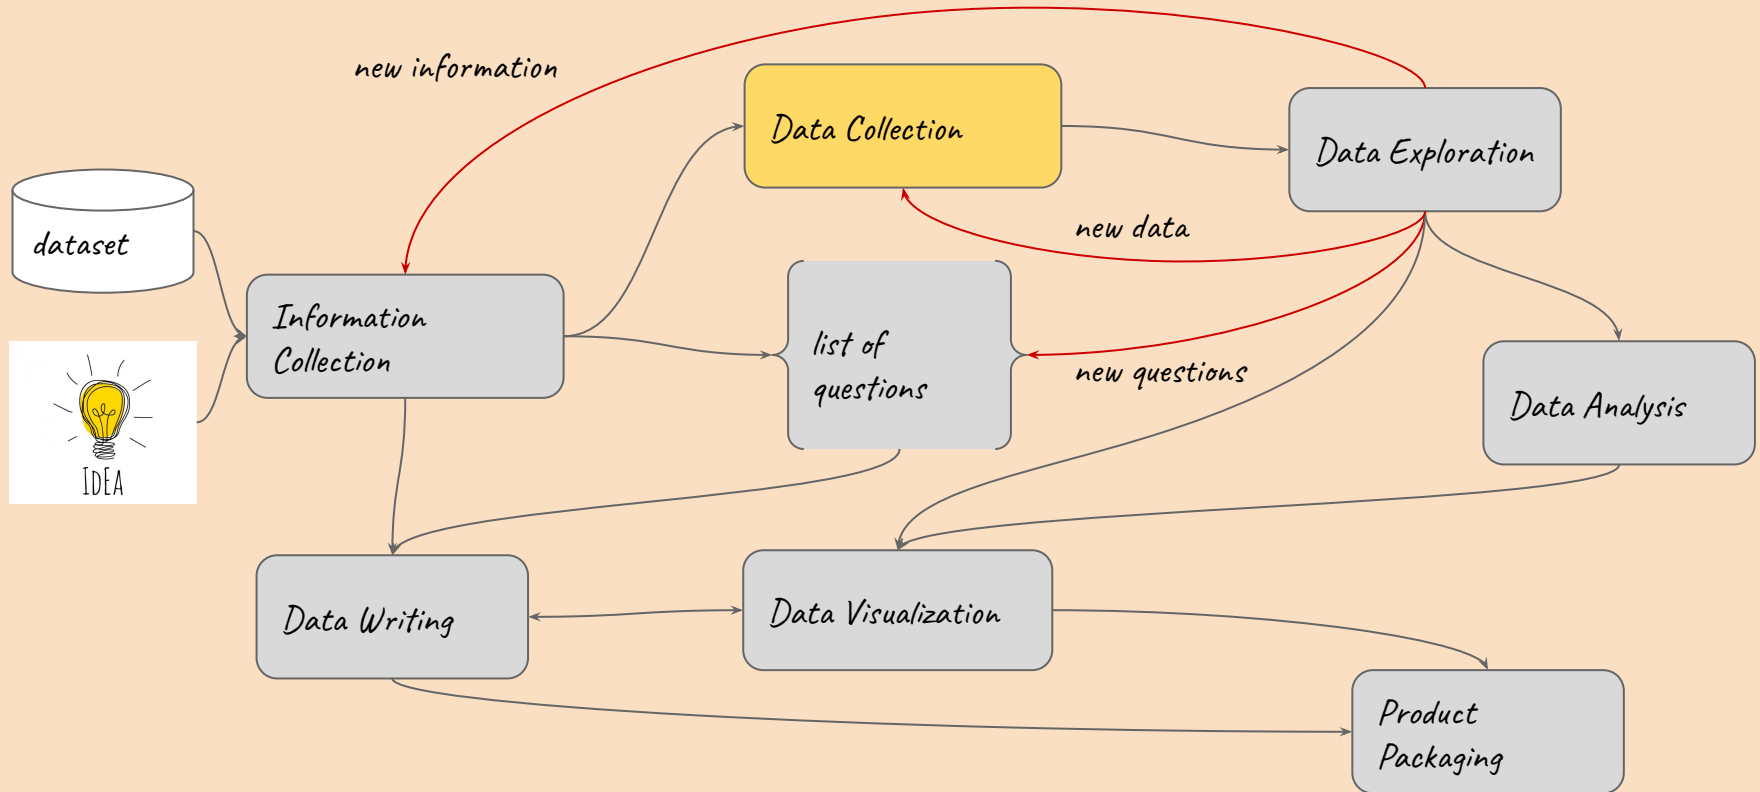 new information
Data Collection
Data Exploration
dataset
new data
Information
Collection
list of
questions
new questions
Data Analysis
IDEA
Data Writing
Data Visualization
Product
Packaging